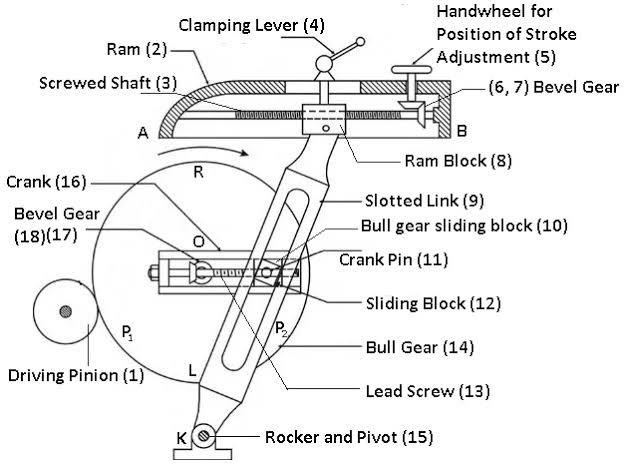 Clamping Lever (4)
Handwheel for
Position of Stroke
Adjustment (5)
Ram (2)
Screwed Shaft (3)
(6, 7) Bevel Gear
A
B
Ram Block (8)
R
Crank (16)
Slotted Link (9)
Bevel Gear
(18)(17)
Bull gear sliding block (10)
O
Crank Pin (11)
Sliding Block (12)
P1
P2
Bull Gear (14)
Driving Pinion (1)
L
Lead Screw (13)
K
Rocker and Pivot (15)